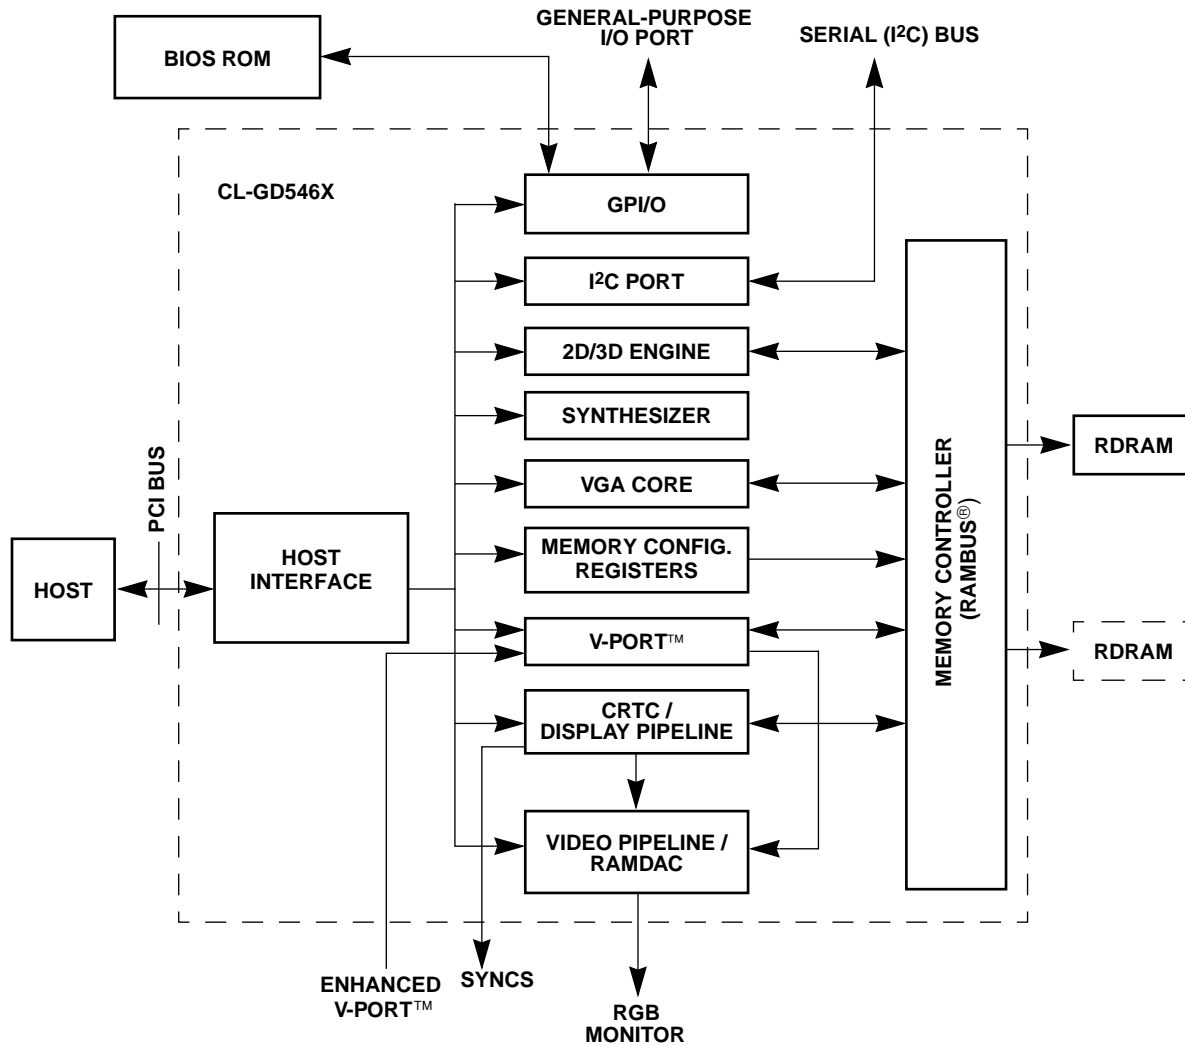 GENERAL-PURPOSE
I/O PORT
SERIAL (I²C) BUS
BIOS ROM
CL-GD546X
GPI/O
I²C PORT
2D/3D ENGINE
SYNTHESIZER
VGA CORE
MEMORY CONFIG.
REGISTERS
V-PORT™
CRTC /
DISPLAY PIPELINE
VIDEO PIPELINE /
RAMDAC
PCI BUS
HOST
HOST
INTERFACE
MEMORY CONTROLLER
(RAMBUS®)
RDRAM
RDRAM
ENHANCED
V-PORT™
SYNCS
RGB
MONITOR